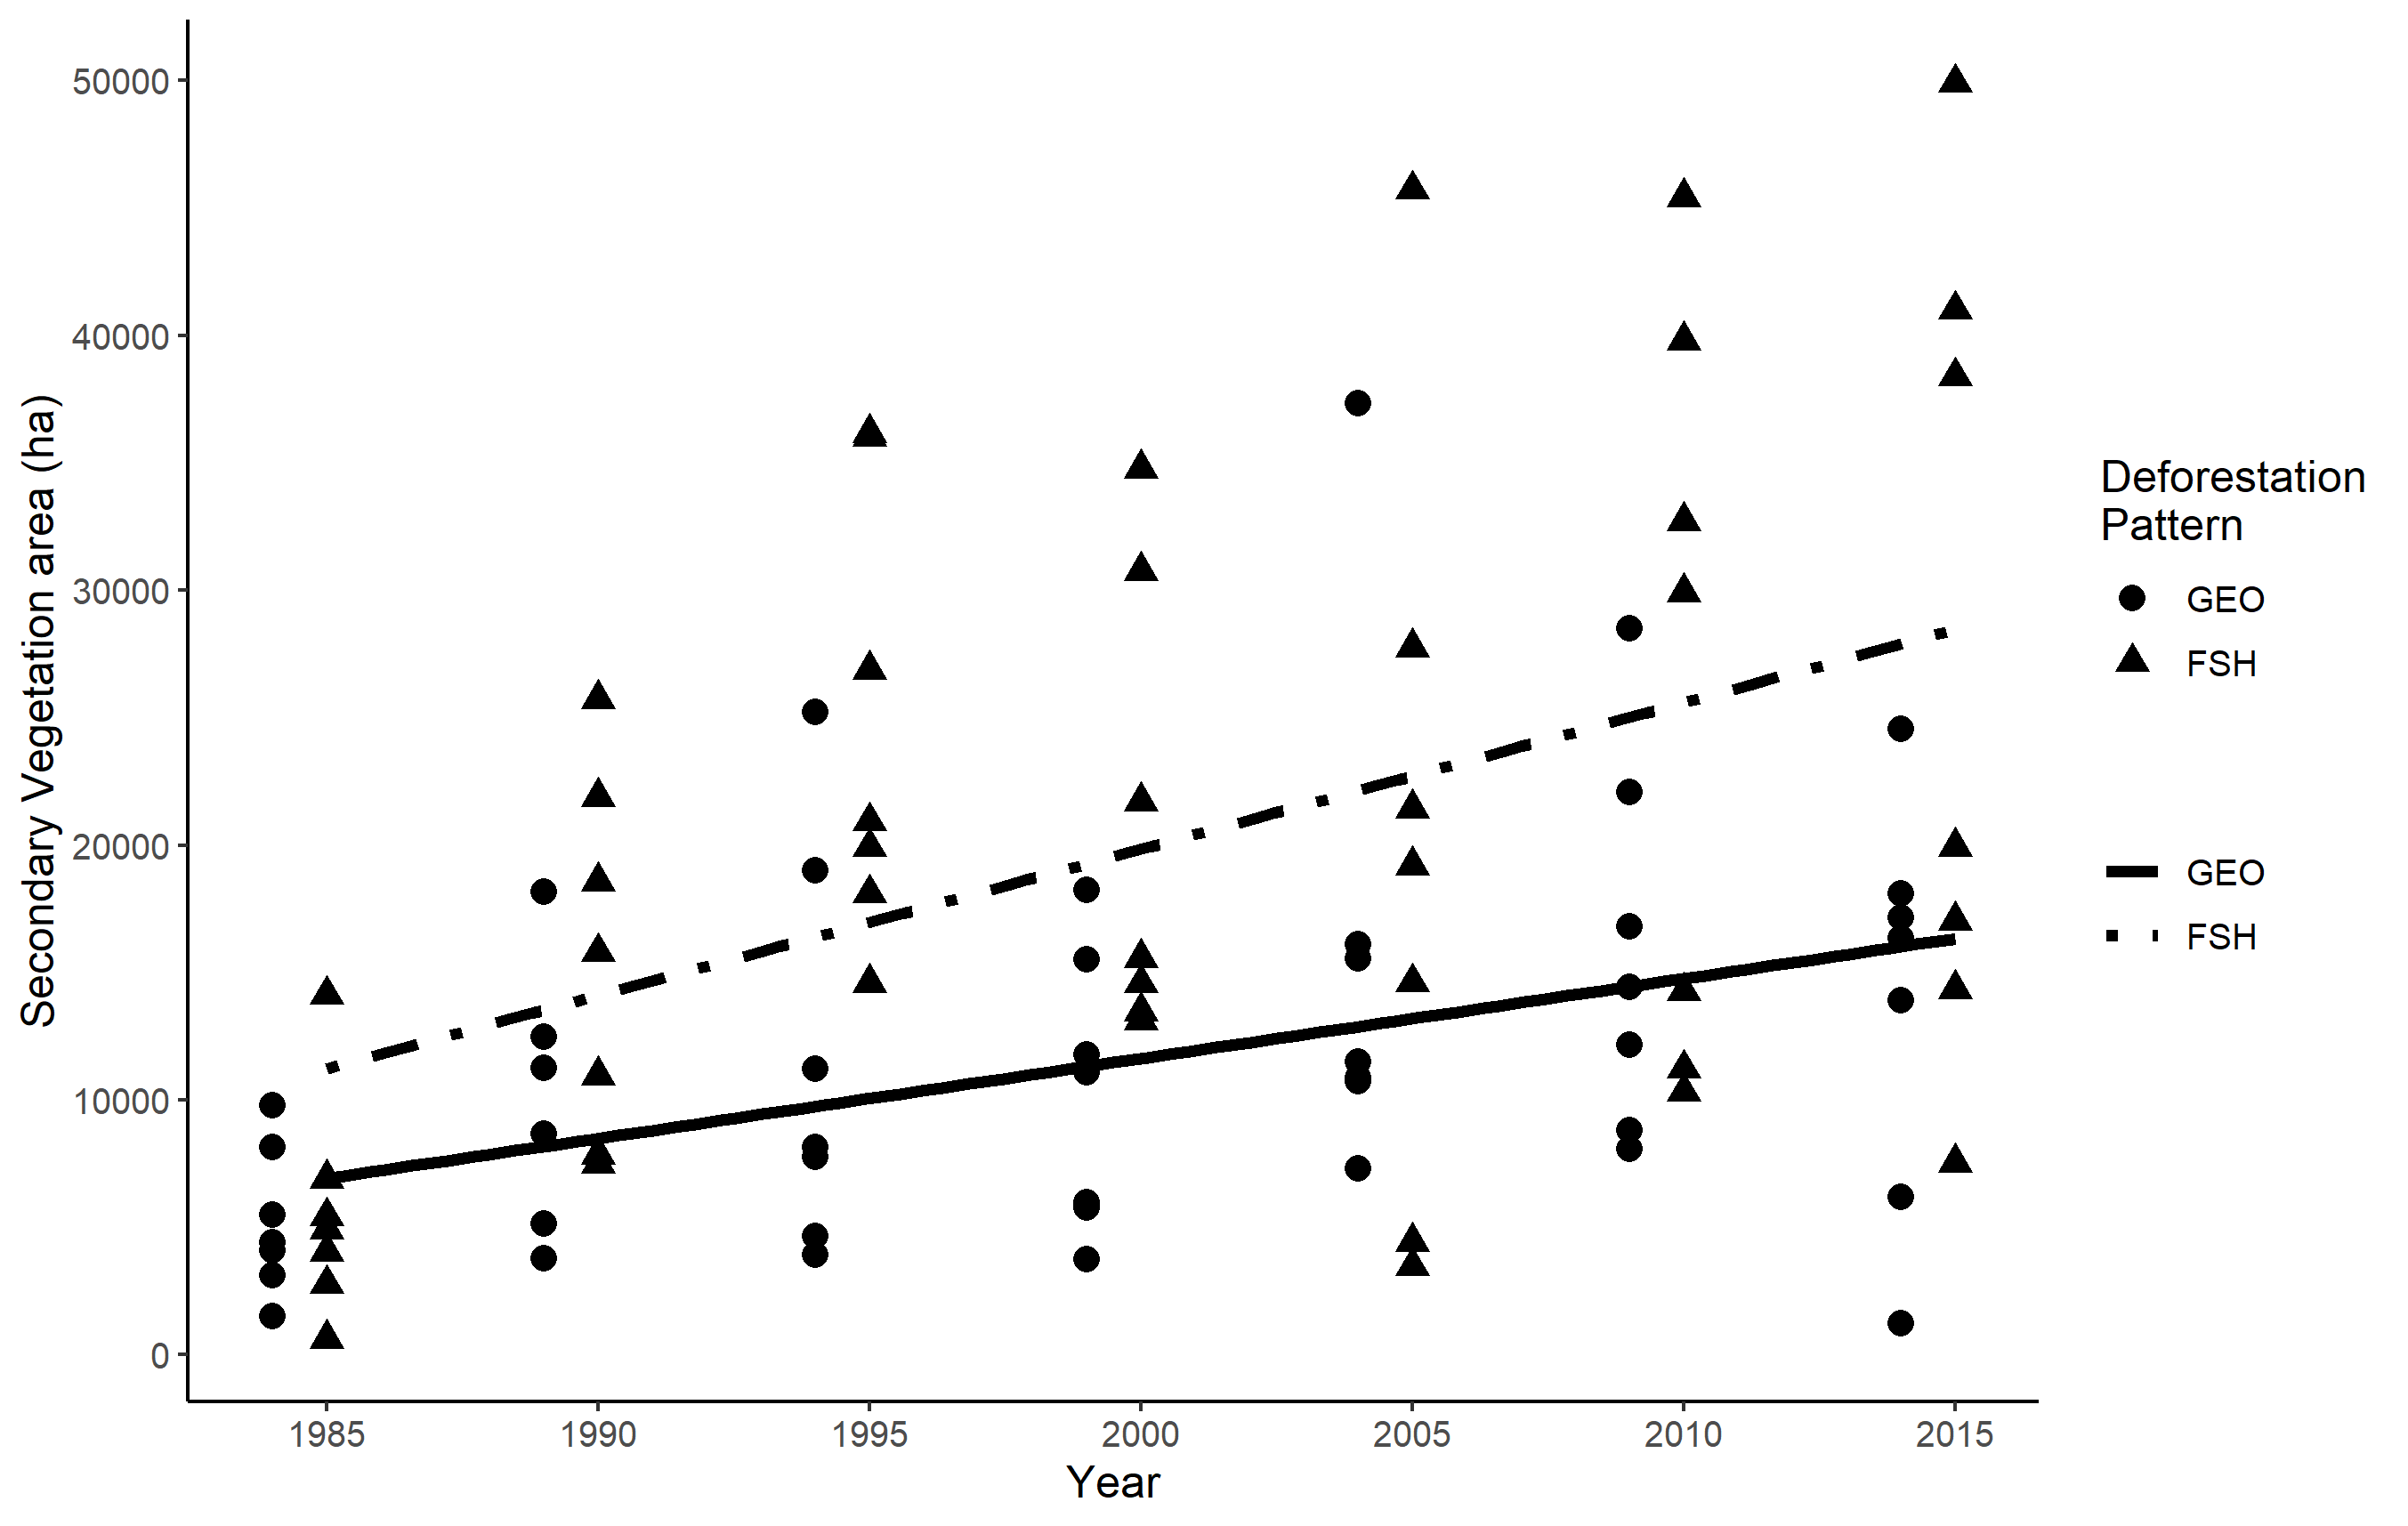 Secondary Vegetation area (ha)
50000
40000
30000
20000
10000
0
1985 1990 1995 2000 2005 2010 2015
Year
Deforestation
Pattern
GEO
FSH
GEO
FSH